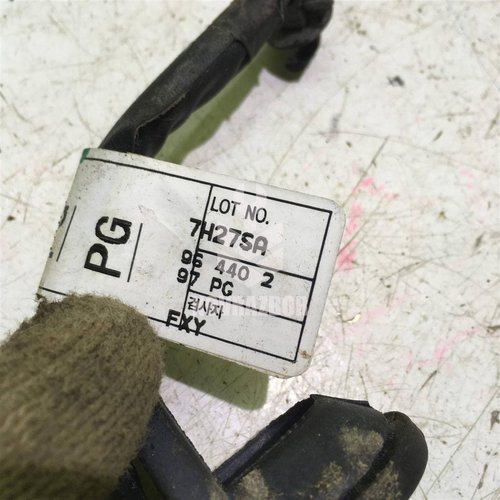 PG
LOT NO.
7H27SA
96 440 2
97 PG
검사자
FXY